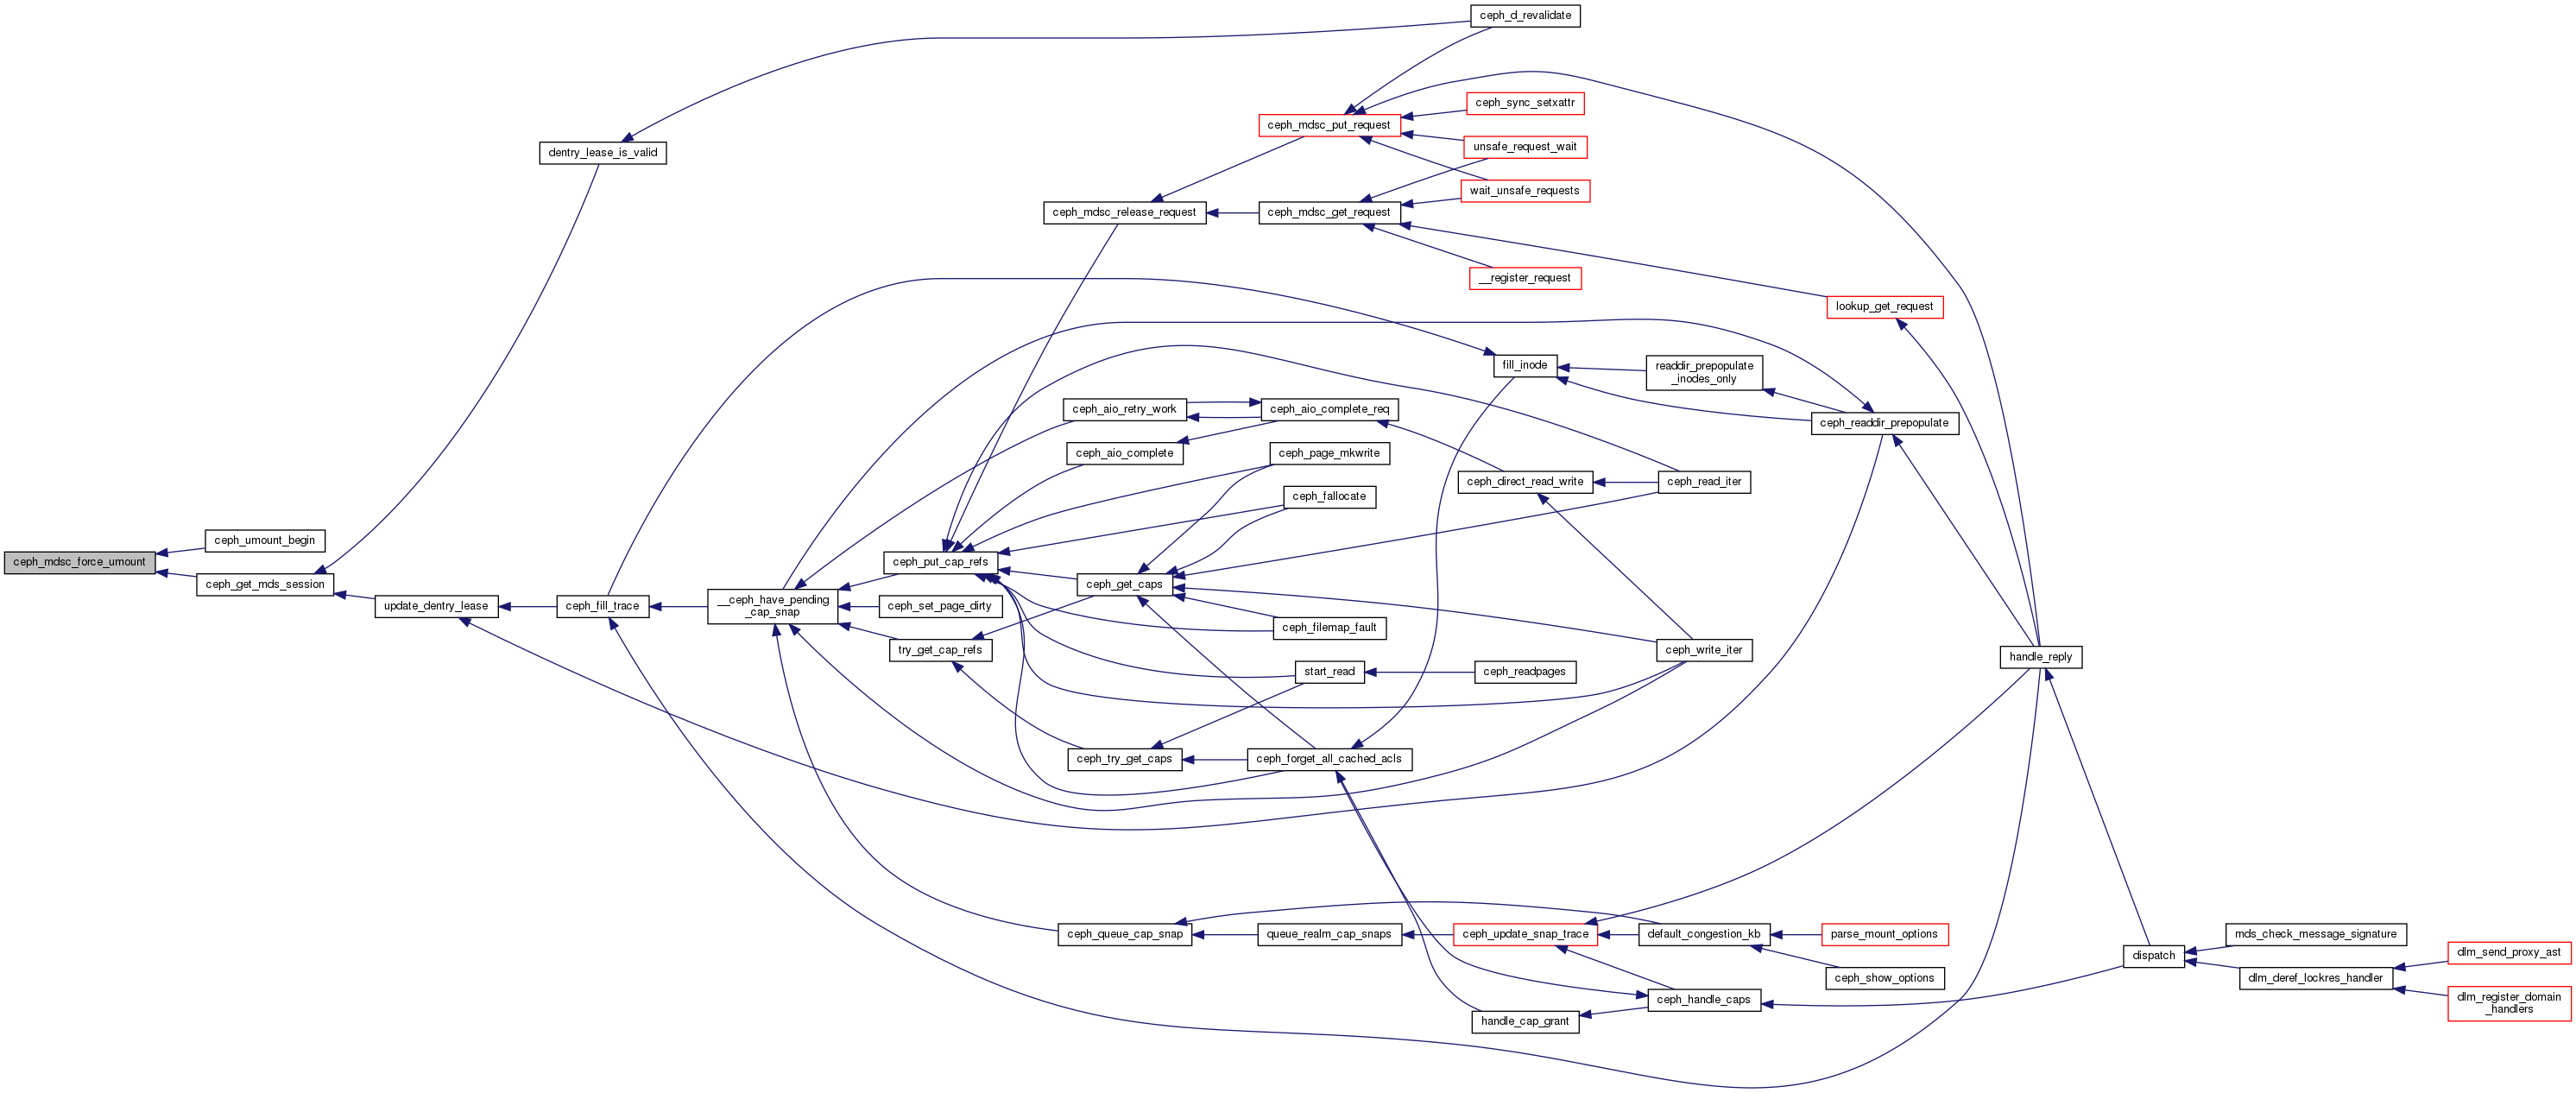 ceph_d_revalidate
ceph_sync_setxattr
ceph_mdsc_put_request
dentry_lease_is_valid
unsafe_request_wait
wait_unsafe_requests
ceph_mdsc_release_request
ceph_mdsc_get_request
__register_request
lookup_get_request
fill_inode
readdir_prepopulate
_inodes_only
ceph_aio_retry_work
ceph_aio_complete_req
ceph_readdir_prepopulate
ceph_aio_complete
ceph_page_mkwrite
ceph_direct_read_write
ceph_read_iter
ceph_fallocate
ceph_umount_begin
ceph_mdsc_force_umount
ceph_put_cap_refs
ceph_get_mds_session
ceph_get_caps
update_dentry_lease
ceph_fill_trace
__ceph_have_pending
_cap_snap
ceph_set_page_dirty
ceph_filemap_fault
try_get_cap_refs
ceph_write_iter
handle_reply
start_read
ceph_readpages
ceph_try_get_caps
ceph_forget_all_cached_acls
ceph_queue_cap_snap
queue_realm_cap_snaps
ceph_update_snap_trace
default_congestion_kb
parse_mount_options
mds_check_message_signature
dispatch
dlm_send_proxy_ast
ceph_show_options
dlm_deref_lockres_handler
ceph_handle_caps
dlm_register_domain
_handlers
handle_cap_grant